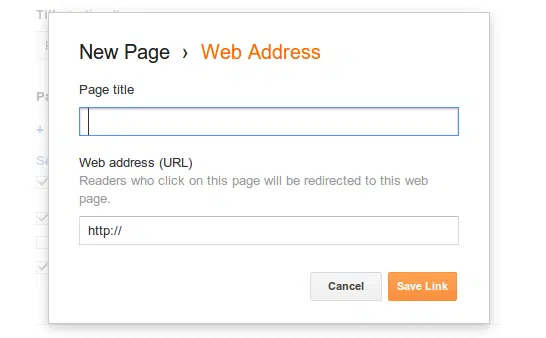 New Page › Web Address
Page title
Web address (URL)
Readers who click on this page will be redirected to this web
page.
http://
Cancel Save Link